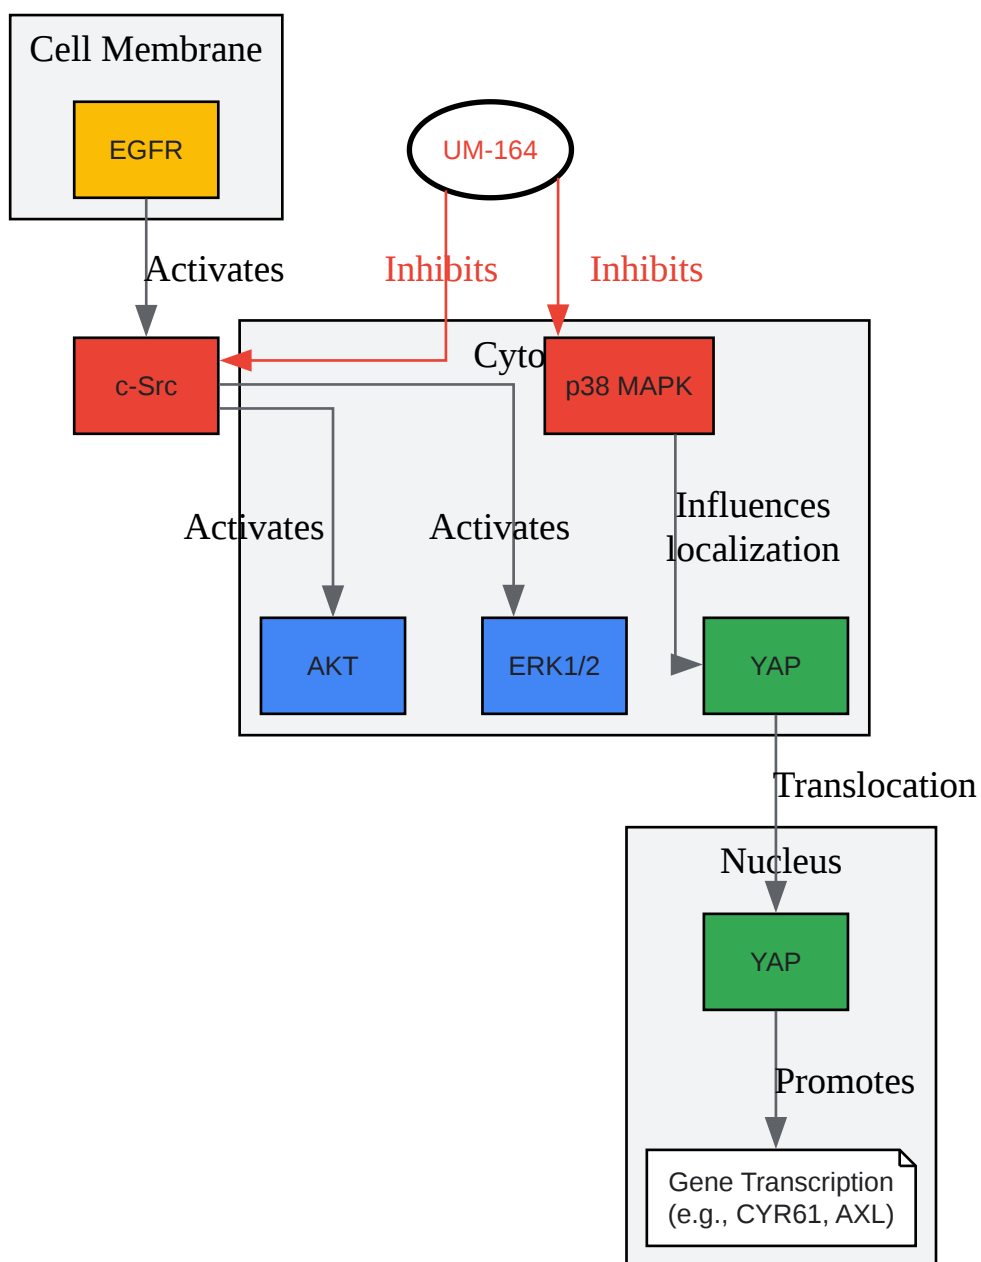 Cell Membrane
EGFR
UM-164
Activates
Inhibits
Inhibits
Cyto
c-Src
p38 MAPK
Activates
Activates
Influences
localization
AKT
ERK1/2
YAP
Translocation
Nucleus
YAP
Promotes
Gene Transcription
(e.g., CYR61, AXL)